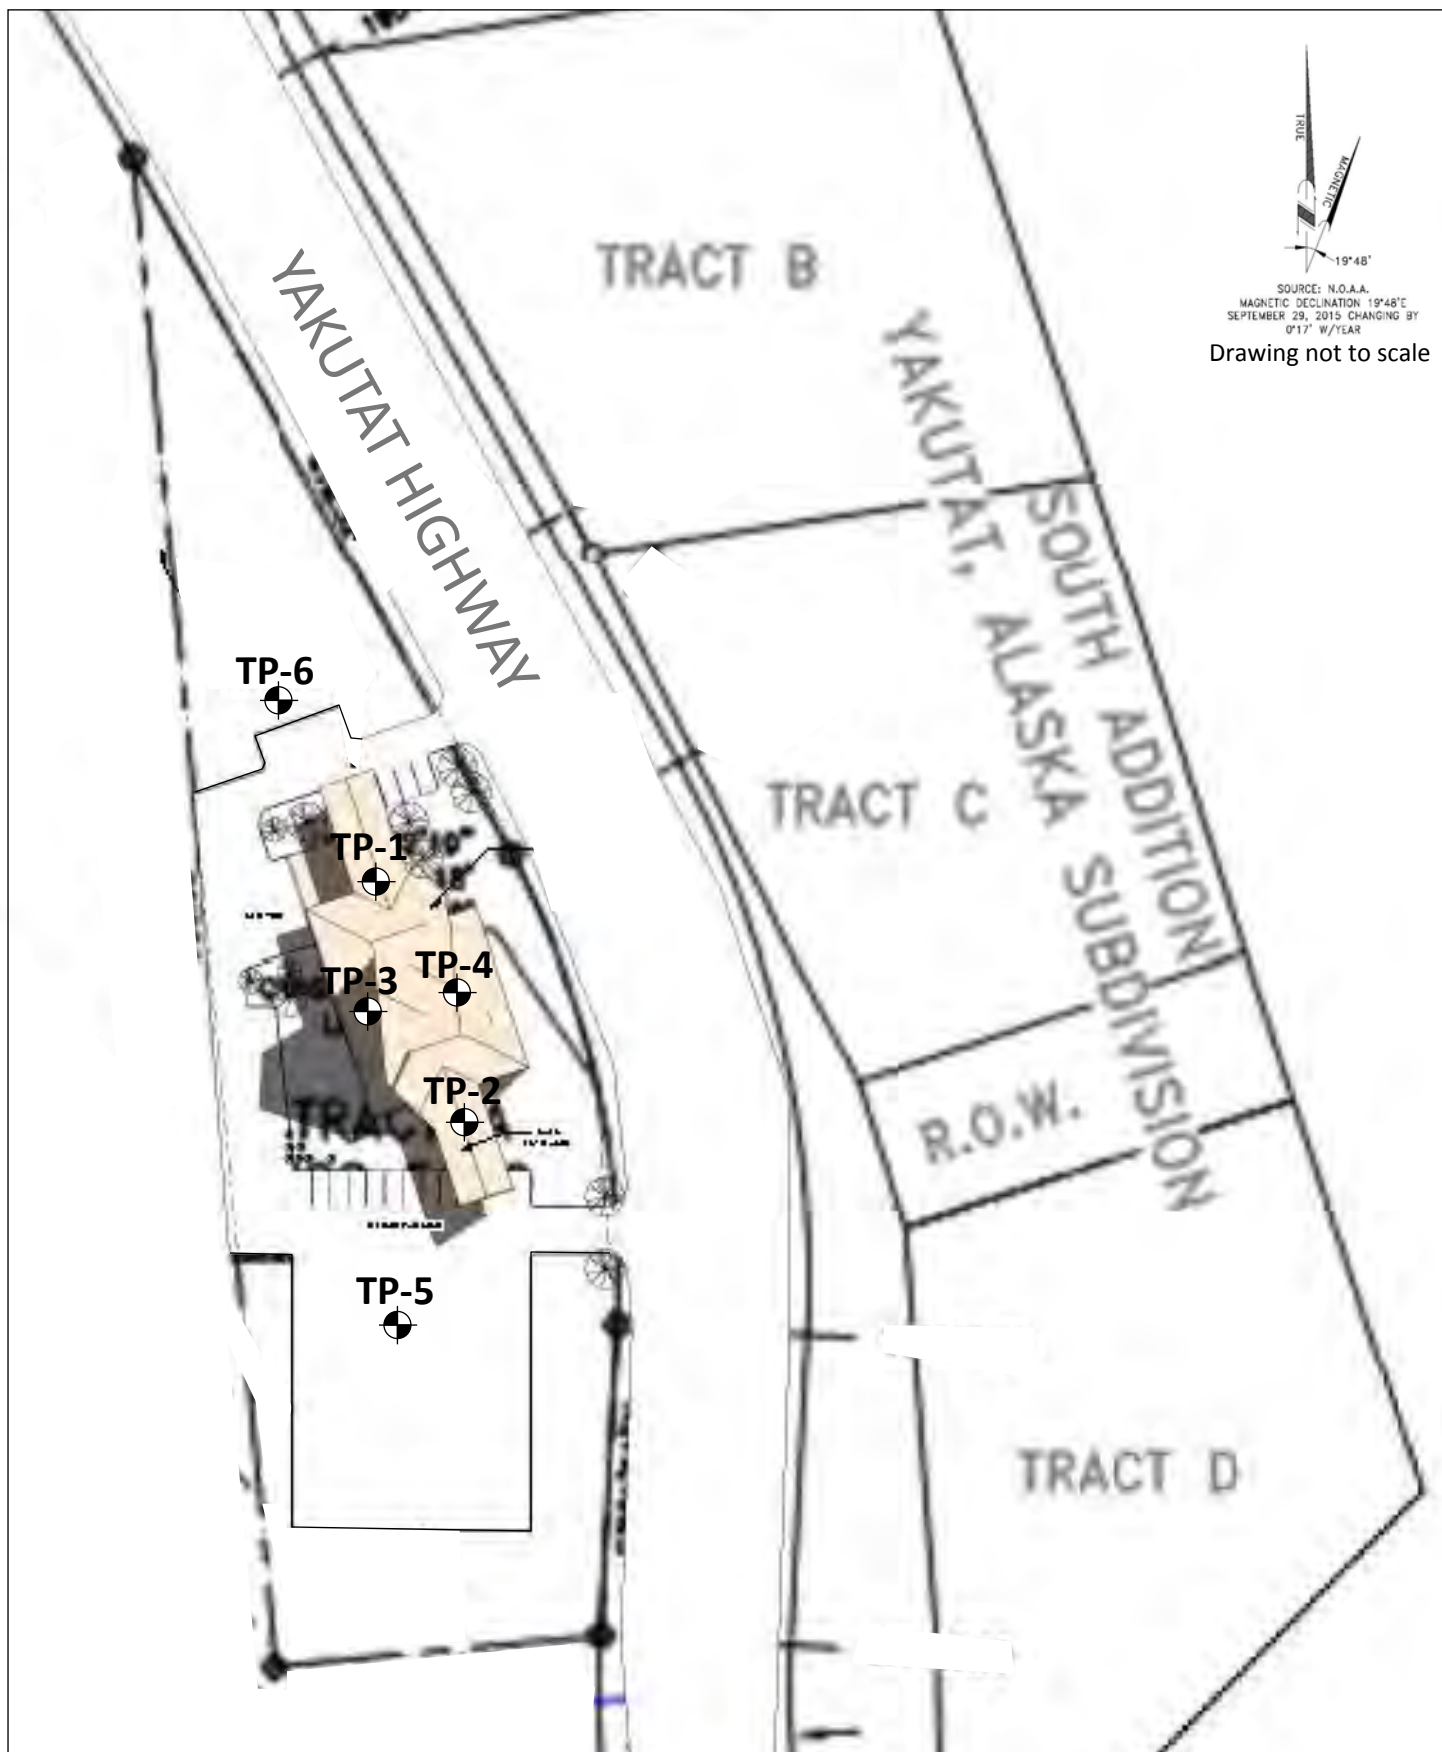 TRUE
MAGNETIC
19°48'
SOURCE: N.O.A.A.
MAGNETIC DECLINATION 19°48'E
SEPTEMBER 29, 2015 CHANGING BY
0°17' W/YEAR
Drawing not to scale
TRACT B
YAKUTAT HIGHWAY
SOUTH ADDITION
YAKUTAT, ALASKA SUBDIVISION
TP-6
TRACT C
TP-1
TP-4
TP-3
TP-2
R.O.W.
TRAC
TP-5
TRACT D